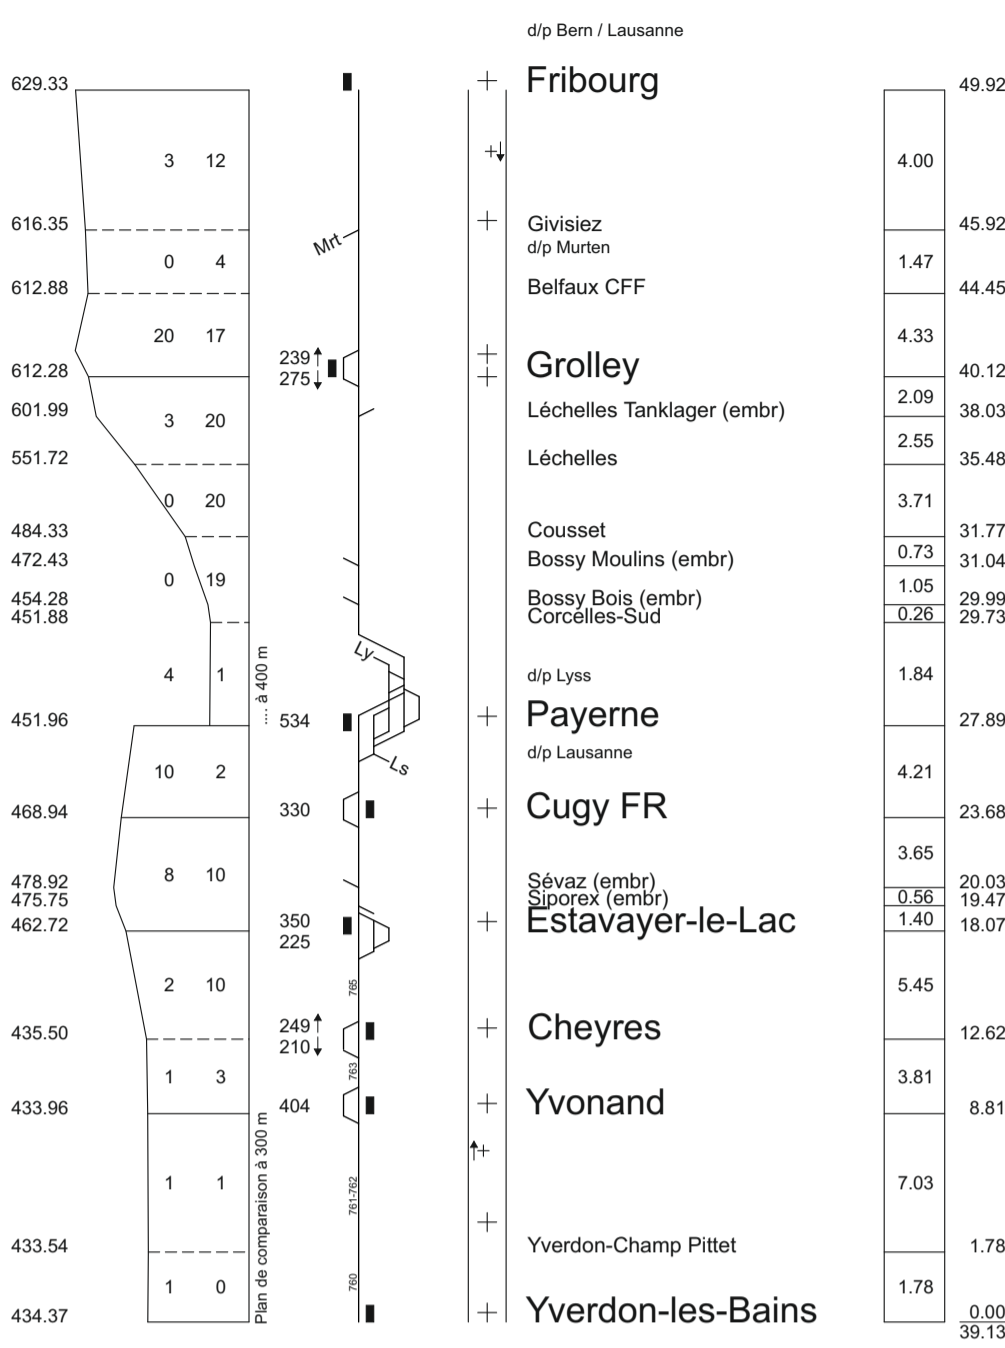 d/p Bern / Lausanne
629.33 Fribourg 49.92
3 12 4.00
616.35 Givisiez 45.92
Mrt d/p Murten
0 4 1.47
612.88 Belfaux CFF 44.45
20 17 4.33
239
612.28 Grolley 40.12
275
2.09
601.99 Léchelles Tanklager (embr) 38.03
3 20 2.55
551.72 Léchelles 35.48
0 20 3.71
484.33 Cousset 31.77
0.73
472.43 Bossy Moulins (embr) 31.04
0 19 1.05
454.28 Bossy Bois (embr) 29.99
0.26
451.88 Corcelles-Sud 29.73
Ly
4 1 d/p Lyss 1.84
.... à 400 m
451.96 534 Payerne 27.89
d/p Lausanne
Ls
10 2 4.21
468.94 330 Cugy FR 23.68
3.65
8 10
478.92 Sévaz (embr) 20.03
0.56
475.75 Siporex (embr) 19.47
350 1.40
462.72 Estavayer-le-Lac 18.07
225
2 10 765 5.45
249
435.50 Cheyres 12.62
210
1 3 763 3.81
433.96 404 Yvonand 8.81
Plan de comparaison à 300 m
1 1 761-762 7.03
433.54 Yverdon-Champ Pittet 1.78
1 0 760 1.78
434.37 Yverdon-les-Bains 0.00
39.13